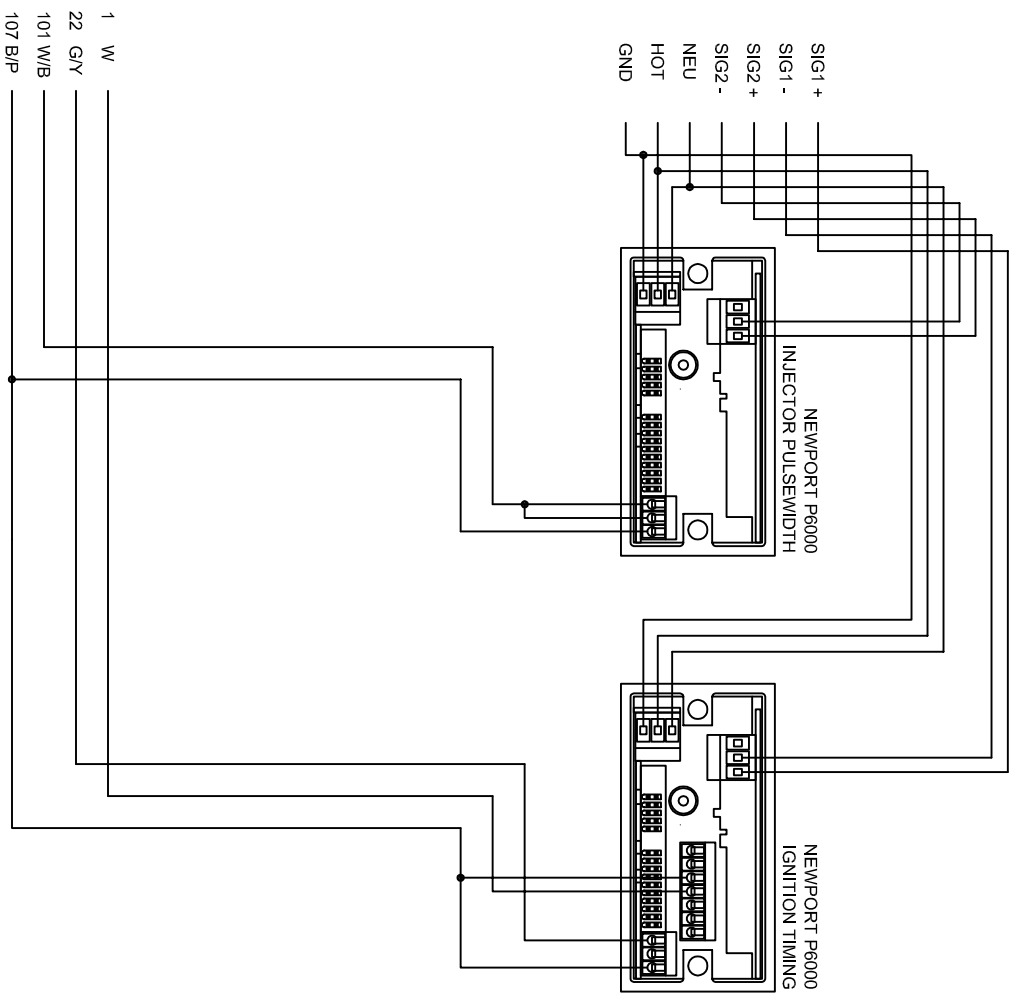 SIG1 +
SIG1 -
SIG2 +
SIG2 -
NEU
HOT
GND
1 W
22 G/Y
101 W/B
107 B/P
NEWPORT P6000
INJECTOR PULSEWIDTH
NEWPORT P6000
IGNITION TIMING